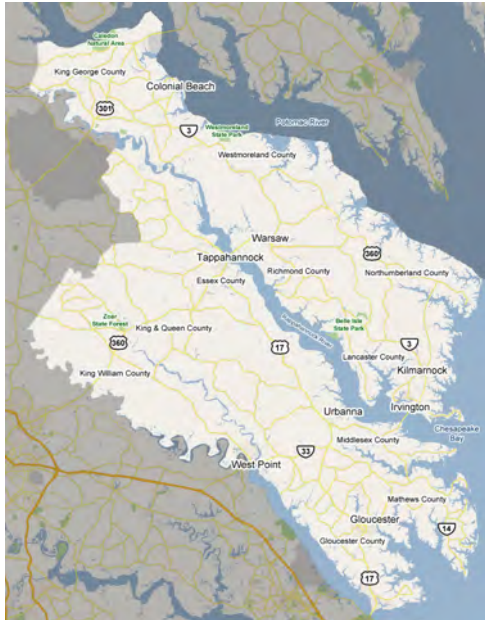 Caledon
Natural Area
King George County
Colonial Beach
301
3
Westmoreland
State Park
Potomac River
Westmoreland County
Warsaw
Tappahannock
360
Richmond County
Northumberland County
Essex County
Zoar
State Forest
King & Queen County
360
Rappahannock River
Belle Isle
State Park
17
3
Lancaster County
Kilmarnock
King William County
Urbanna
Irvington
Chesapeake
Bay
Middlesex County
33
West Point
Mathews County
Gloucester
14
Gloucester County
17